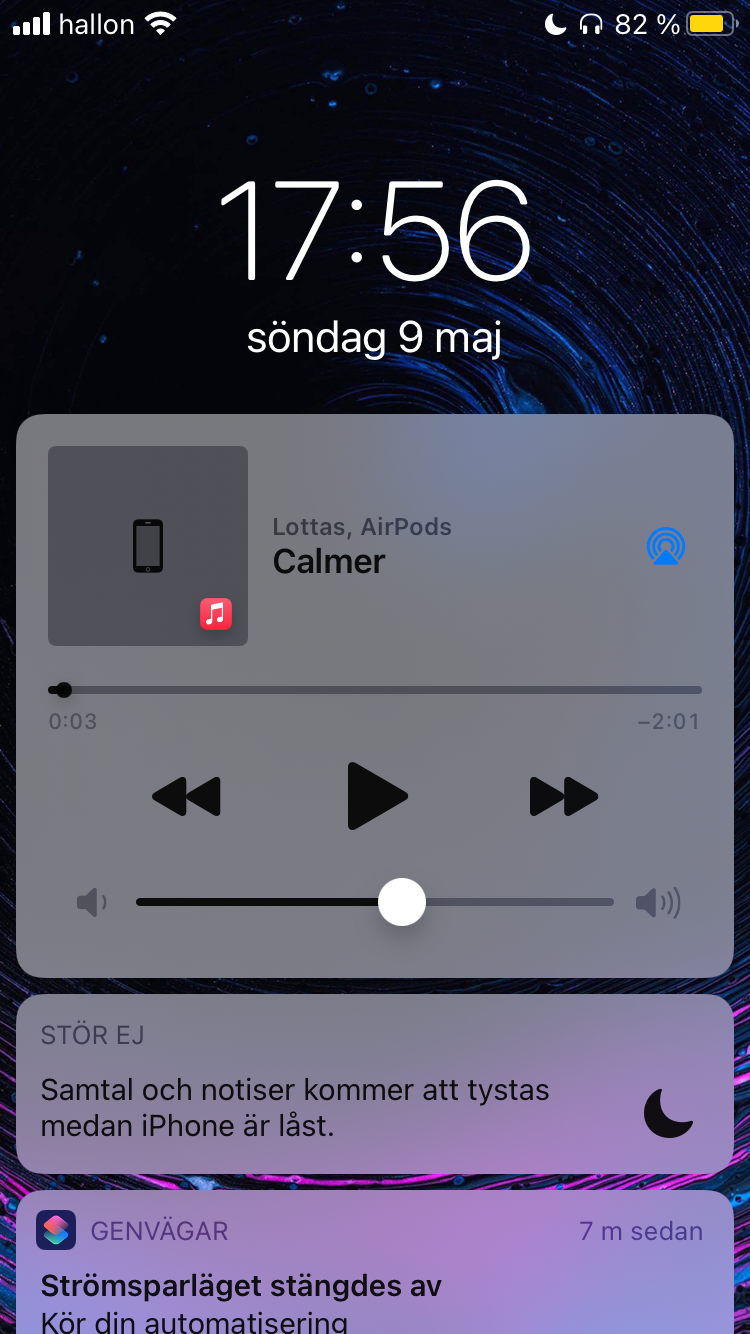 hallon 82 %
17:56
söndag 9 maj
Lottas, AirPods
Calmer
0:03 –2:01
STÖR EJ
Samtal och notiser kommer att tystas
medan iPhone är låst.
GENVÄGAR 7 m sedan
Strömsparläget stängdes av
Kör din automatisering